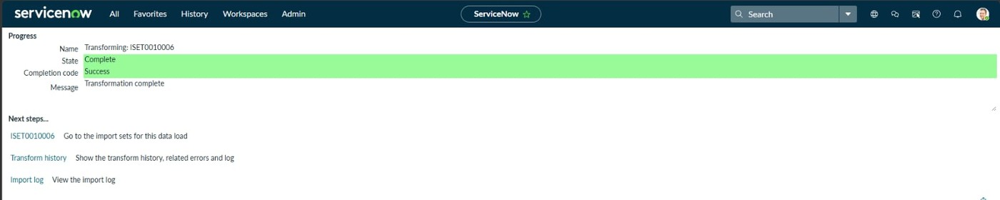 servicenow All Favorites History Workspaces Admin ServiceNow Search
Progress
Name Transforming: ISET0010006
State Complete
Completion code Success
Message Transformation complete
Next steps...
ISET0010006 Go to the import sets for this data load
Transform history Show the transform history, related errors and log
Import log View the import log